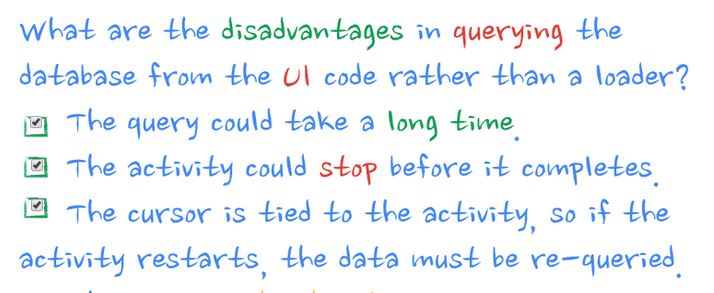 What are the disadvantages in querying the
database from the UI code rather than a loader?
The query could take a long time.
The activity could stop before it completes.
The cursor is tied to the activity, so if the
activity restarts, the data must be re-queried.